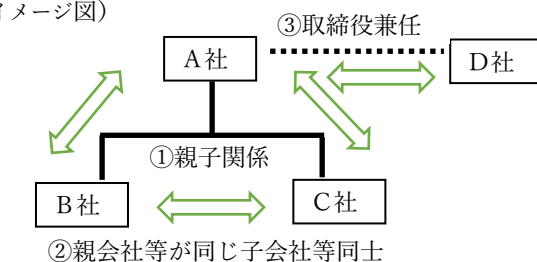 イメージ図）
③取締役兼任
A社
D社
①親子関係
B社
C社
②親会社等が同じ子会社等同士